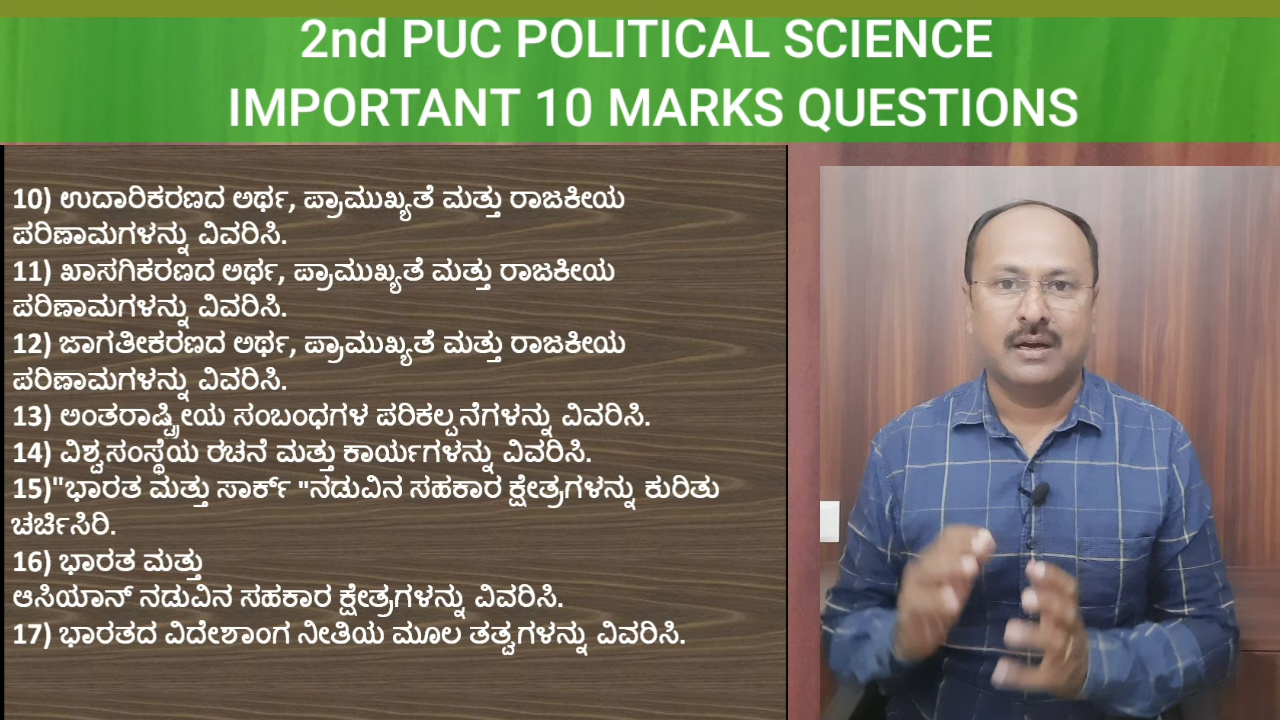 2nd PUC POLITICAL SCIENCE
IMPORTANT 10 MARKS QUESTIONS
10) ಉದಾರಿಕರಣದ ಅರ್ಥ, ಪ್ರಾಮುಖ್ಯತೆ ಮತ್ತು ರಾಜಕೀಯ
ಪರಿಣಾಮಗಳನ್ನು ವಿವರಿಸಿ.
11) ಖಾಸಗಿಕರಣದ ಅರ್ಥ, ಪ್ರಾಮುಖ್ಯತೆ ಮತ್ತು ರಾಜಕೀಯ
ಪರಿಣಾಮಗಳನ್ನು ವಿವರಿಸಿ.
12) ಜಾಗತೀಕರಣದ ಅರ್ಥ, ಪ್ರಾಮುಖ್ಯತೆ ಮತ್ತು ರಾಜಕೀಯ
ಪರಿಣಾಮಗಳನ್ನು ವಿವರಿಸಿ.
13) ಅಂತರಾಷ್ಟ್ರೀಯ ಸಂಬಂಧಗಳ ಪರಿಕಲ್ಪನೆಗಳನ್ನು ವಿವರಿಸಿ.
14) ವಿಶ್ವಸಂಸ್ಥೆಯ ರಚನೆ ಮತ್ತು ಕಾರ್ಯಗಳನ್ನು ವಿವರಿಸಿ.
15)"ಭಾರತ ಮತ್ತು ಸಾರ್ಕ್ "ನಡುವಿನ ಸಹಕಾರ ಕ್ಷೇತ್ರಗಳನ್ನು ಕುರಿತು
ಚರ್ಚಿಸಿರಿ.
16) ಭಾರತ ಮತ್ತು
ಆಸಿಯಾನ್ ನಡುವಿನ ಸಹಕಾರ ಕ್ಷೇತ್ರಗಳನ್ನು ವಿವರಿಸಿ.
17) ಭಾರತದ ವಿದೇಶಾಂಗ ನೀತಿಯ ಮೂಲ ತತ್ವಗಳನ್ನು ವಿವರಿಸಿ.